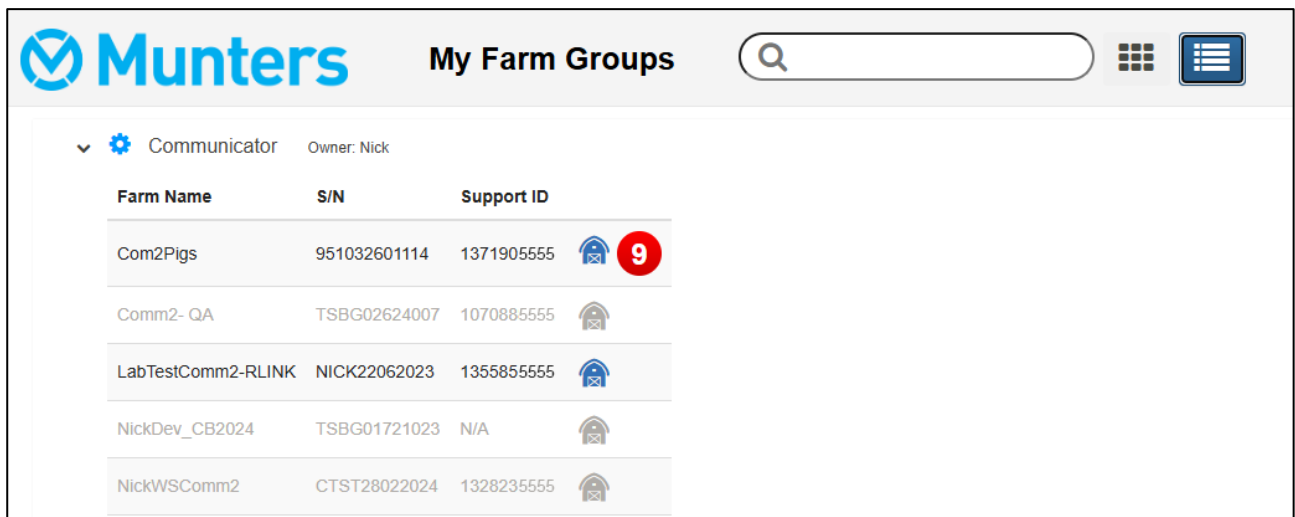 Munters My Farm Groups
Communicator Owner: Nick
Farm Name S/N Support ID
Com2Pigs 951032601114 1371905555 9
Comm2- QA TSBG02624007 1070885555
LabTestComm2-RLINK NICK22062023 1355855555
NickDev_CB2024 TSBG01721023 N/A
NickWSComm2 CTST28022024 1328235555